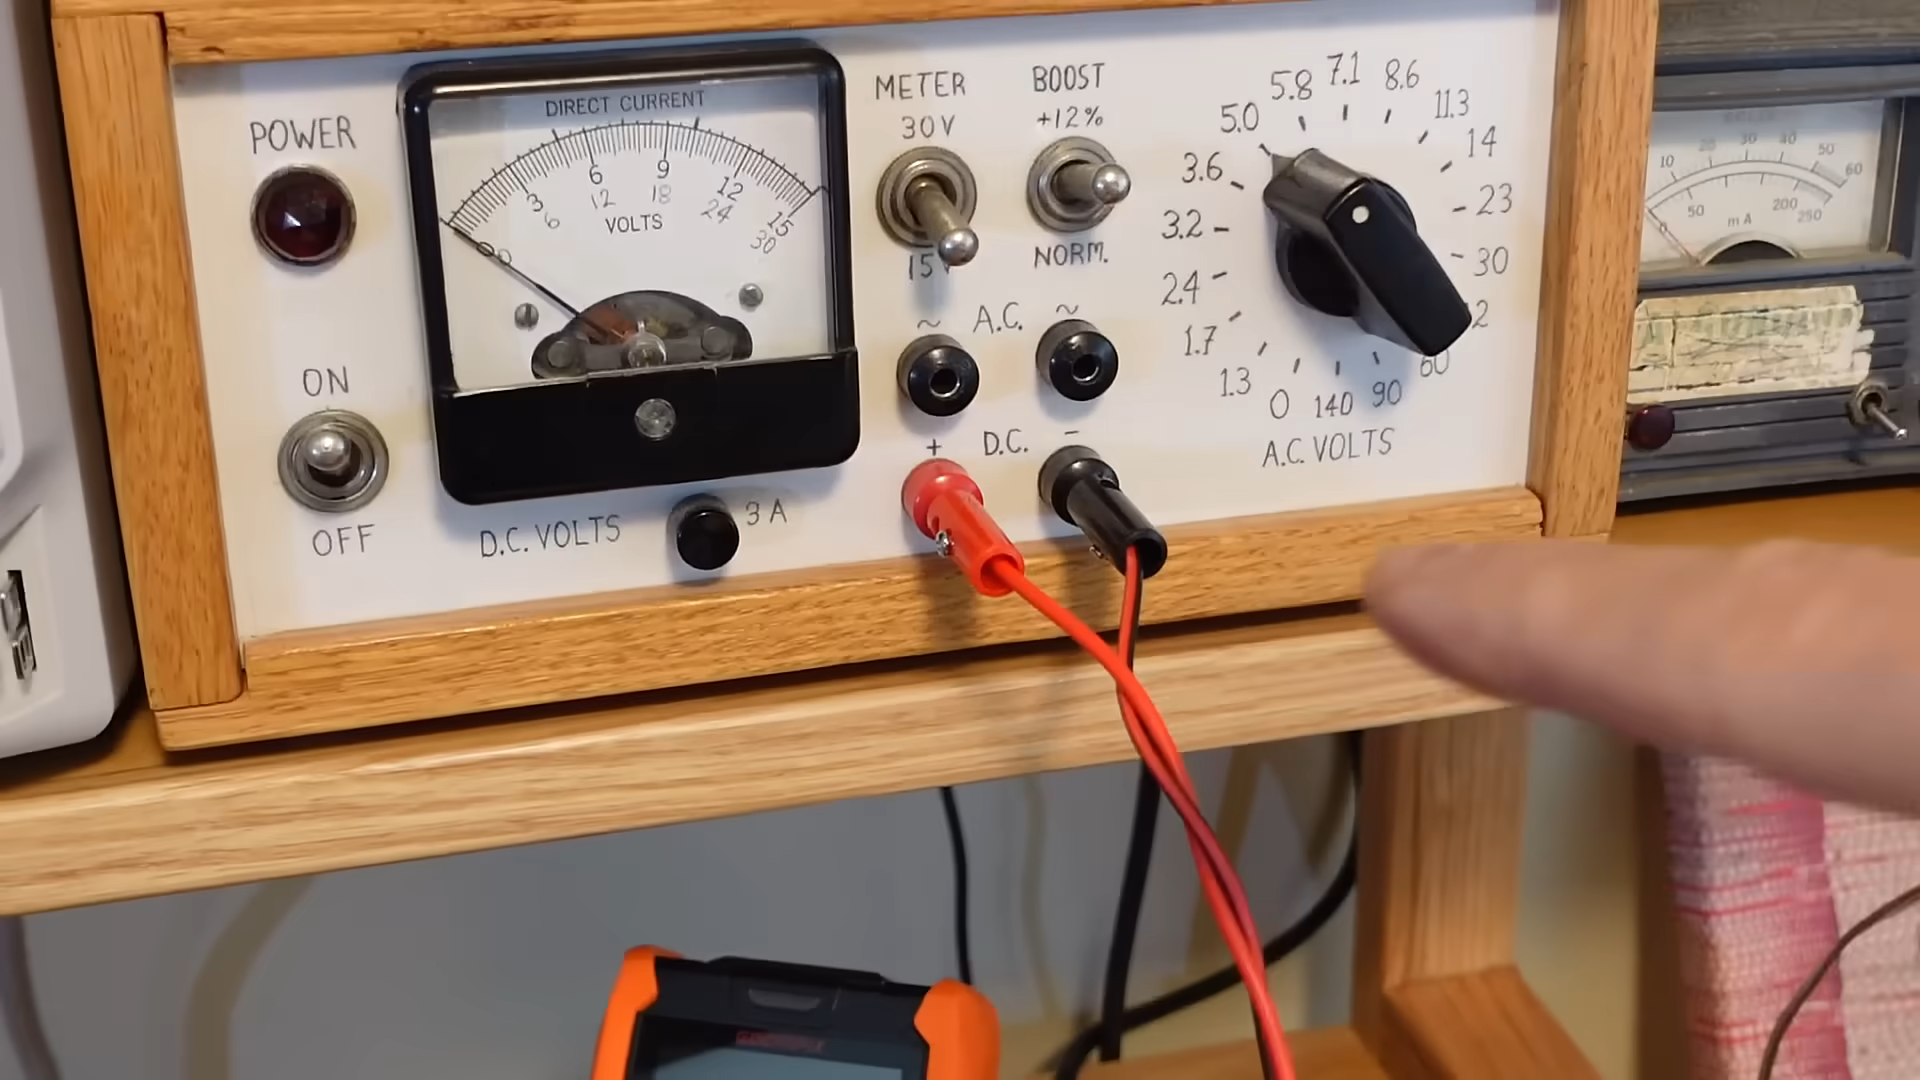 POWER
ON
OFF
DIRECT CURRENT
3 6 9 12 15
0 6 12 18 24 30
VOLTS
D.C. VOLTS
3 A
METER
30V
15V
BOOST
+12%
NORM.
~ A.C. ~
+ D.C. -
5.0 5.8 7.1 8.6 11.3
3.6 14
3.2 23
2.4 30
1.7 2
1.3 0 140 90 60
A.C. VOLTS
10 20 30 40 50 60
0 50 200 250
mA